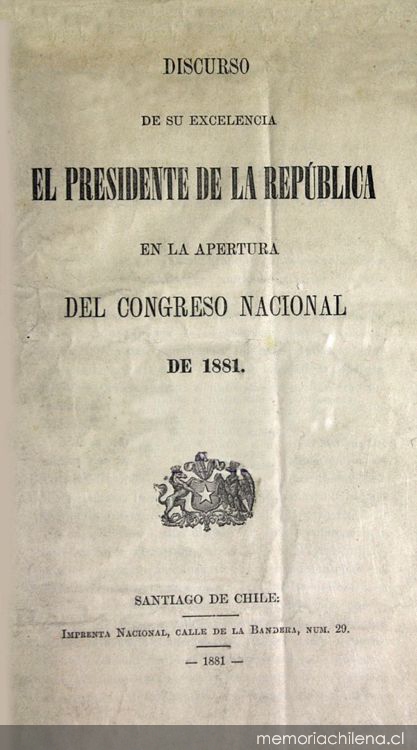 DISCURSO
DE SU EXCELENCIA
EL PRESIDENTE DE LA REPÚBLICA
EN LA APERTURA
DEL CONGRESO NACIONAL
DE 1881.
SANTIAGO DE CHILE:
IMPRENTA NACIONAL, CALLE DE LA BANDERA, NUM. 29.
— 1881 —
memoriachilena.cl